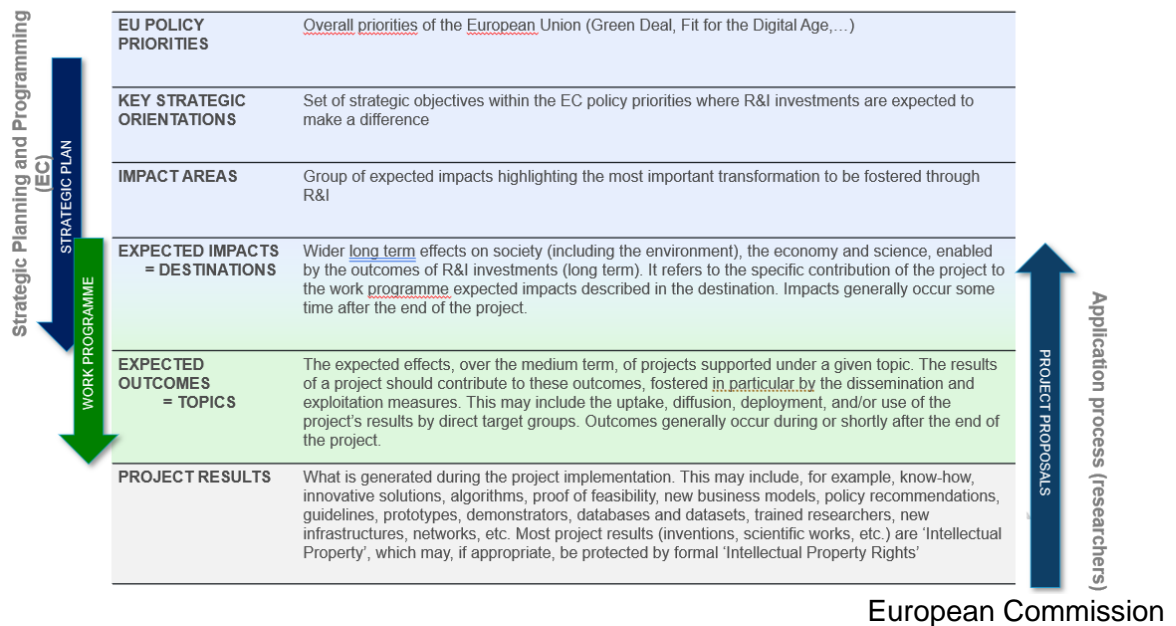 Strategic Planning and Programming
(EC)
STRATEGIC PLAN
WORK PROGRAMME
EU POLICY
PRIORITIES
Overall priorities of the European Union (Green Deal, Fit for the Digital Age,…)
KEY STRATEGIC
ORIENTATIONS
Set of strategic objectives within the EC policy priorities where R&I investments are expected to
make a difference
IMPACT AREAS
Group of expected impacts highlighting the most important transformation to be fostered through
R&I
EXPECTED IMPACTS
= DESTINATIONS
Wider long term effects on society (including the environment), the economy and science, enabled
by the outcomes of R&I investments (long term). It refers to the specific contribution of the project to
the work programme expected impacts described in the destination. Impacts generally occur some
time after the end of the project.
EXPECTED
OUTCOMES
= TOPICS
The expected effects, over the medium term, of projects supported under a given topic. The results
of a project should contribute to these outcomes, fostered in particular by the dissemination and
exploitation measures. This may include the uptake, diffusion, deployment, and/or use of the
project's results by direct target groups. Outcomes generally occur during or shortly after the end of
the project.
PROJECT RESULTS
What is generated during the project implementation. This may include, for example, know-how,
innovative solutions, algorithms, proof of feasibility, new business models, policy recommendations,
guidelines, prototypes, demonstrators, databases and datasets, trained researchers, new
infrastructures, networks, etc. Most project results (inventions, scientific works, etc.) are ‘Intellectual
Property’, which may, if appropriate, be protected by formal ‘Intellectual Property Rights’
PROJECT PROPOSALS
Application process (researchers)
European Commission